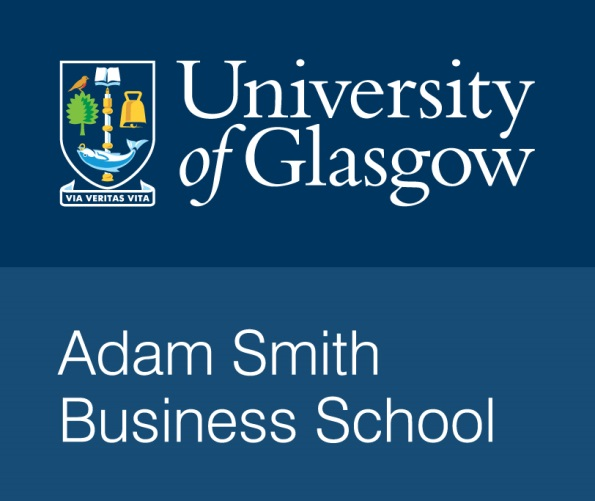 University
of Glasgow
VIA VERITAS VITA
Adam Smith
Business School